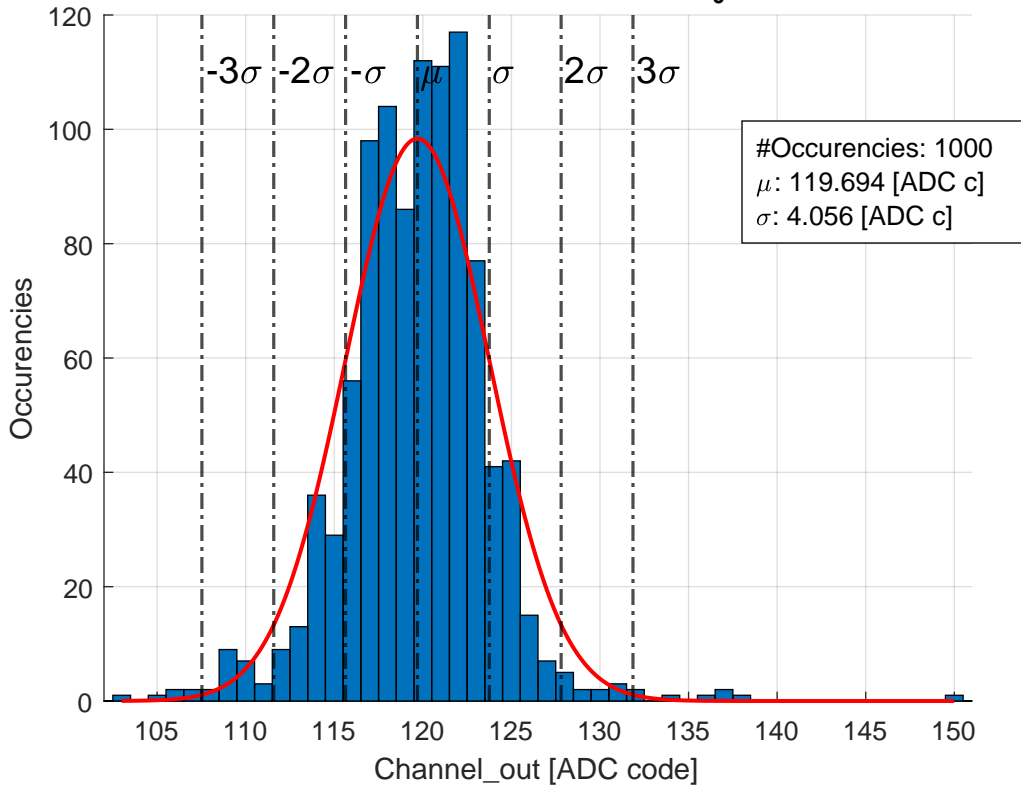 120
100
80
60
40
20
0
Occurencies
-3σ
-2σ
-σ
μ
σ
2σ
3σ
#Occurencies: 1000
μ: 119.694 [ADC c]
σ: 4.056 [ADC c]
105 110 115 120 125 130 135 140 145 150
Channel_out [ADC code]